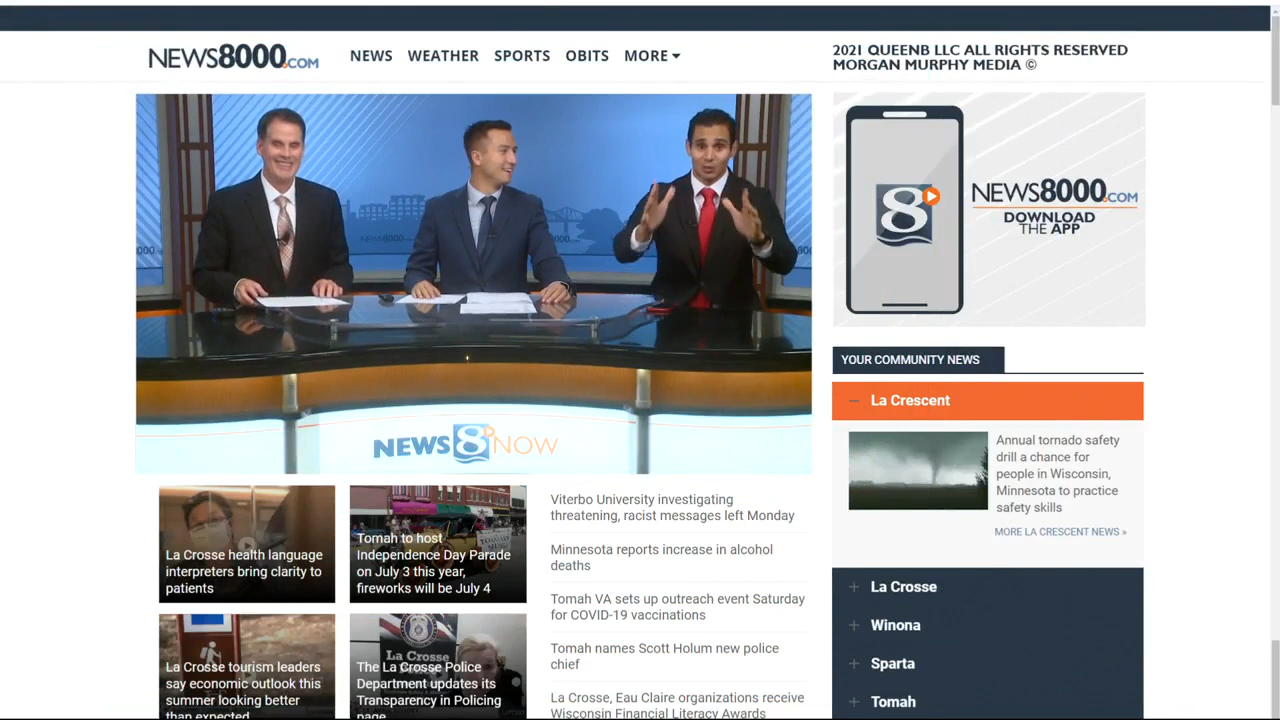 NEWS8000.COM
NEWS WEATHER SPORTS OBITS MORE
2021 QUEENB LLC ALL RIGHTS RESERVED
MORGAN MURPHY MEDIA ©
8
NEWS8000.COM
DOWNLOAD
THE APP
NEWS 8 NOW
YOUR COMMUNITY NEWS
La Crescent
Annual tornado safety
drill a chance for
people in Wisconsin,
Minnesota to practice
safety skills
MORE LA CRESCENT NEWS »
La Crosse
Winona
Sparta
Tomah
La Crosse health language
interpreters bring clarity to
patients
Tomah to host
Independence Day Parade
on July 3 this year,
fireworks will be July 4
La Crosse tourism leaders
say economic outlook this
summer looking better
than expected
La Crosse
The La Crosse Police
Department updates its
Transparency in Policing
page
Viterbo University investigating
threatening, racist messages left Monday
Minnesota reports increase in alcohol
deaths
Tomah VA sets up outreach event Saturday
for COVID-19 vaccinations
Tomah names Scott Holum new police
chief
La Crosse, Eau Claire organizations receive
Wisconsin Financial Literacy Awards